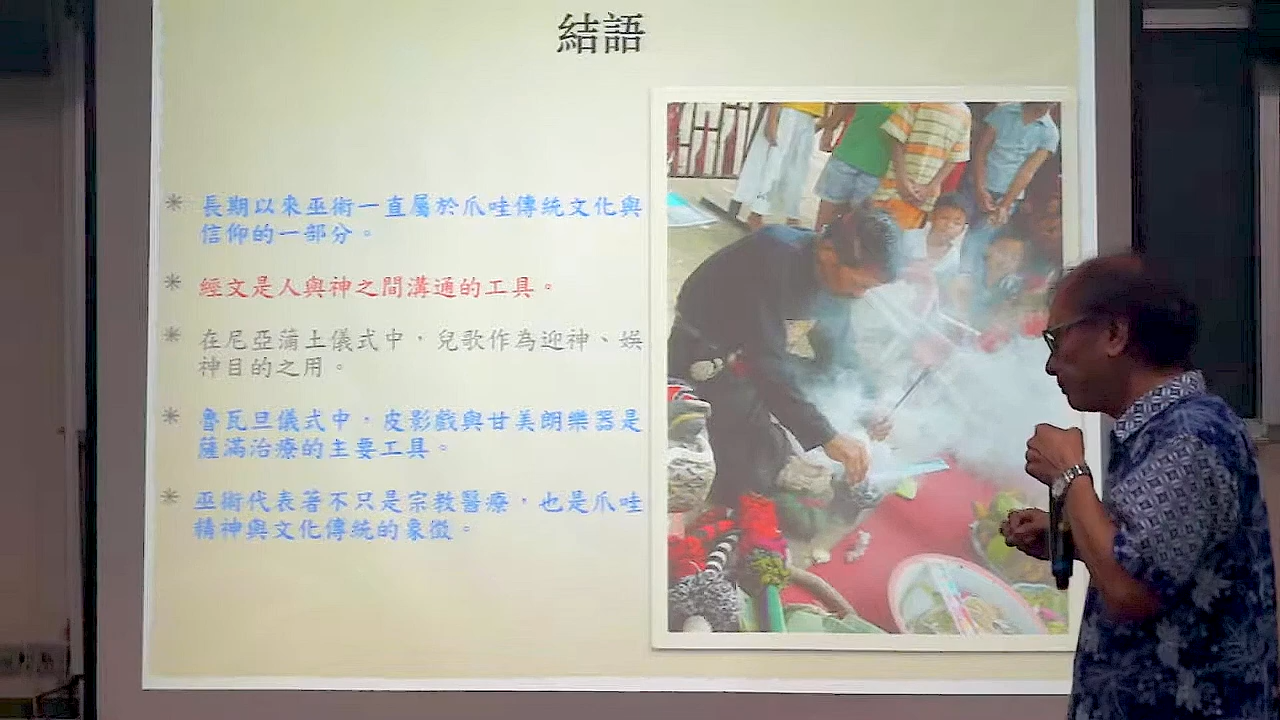 結語
長期以來巫術一直屬於爪哇傳統文化與
信仰的一部分。
經文是人與神之間溝通的工具。
在尼亞蒲土儀式中，兒歌作為迎神、娛
神目的之用。
魯瓦旦儀式中，皮影戲與甘美朗樂器是
薩滿治療的主要工具。
巫術代表著不只是宗教醫療，也是爪哇
精神與文化傳統的象徵。